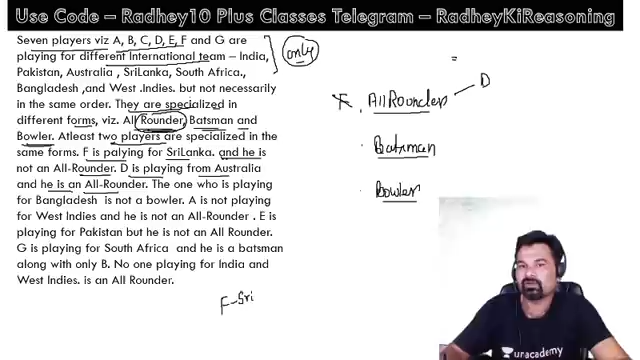 Use Code – Radhey10 Plus Classes Telegram – RadheyKiReasoning
Seven players viz A, B, C, D, E, F and G are
playing for different International team – India,
Pakistan, Australia , SriLanka, South Africa.,
Bangladesh ,and West .Indies. but not necessarily
in the same order. They are specialized in
different forms, viz. All Rounder, Batsman and
Bowler. Atleast two players are specialized in the
same forms. F is palying for SriLanka. and he is
not an All-Rounder. D is playing from Australia
and he is an All-Rounder. The one who is playing
for Bangladesh is not a bowler. A is not playing
for West Indies and he is not an All-Rounder . E is
playing for Pakistan but he is not an All Rounder.
G is playing for South Africa and he is a batsman
along with only B. No one playing for India and
West Indies. is an All Rounder.
only
F All Rounder D
Batsman
Bowler
F – Sri
unacademy